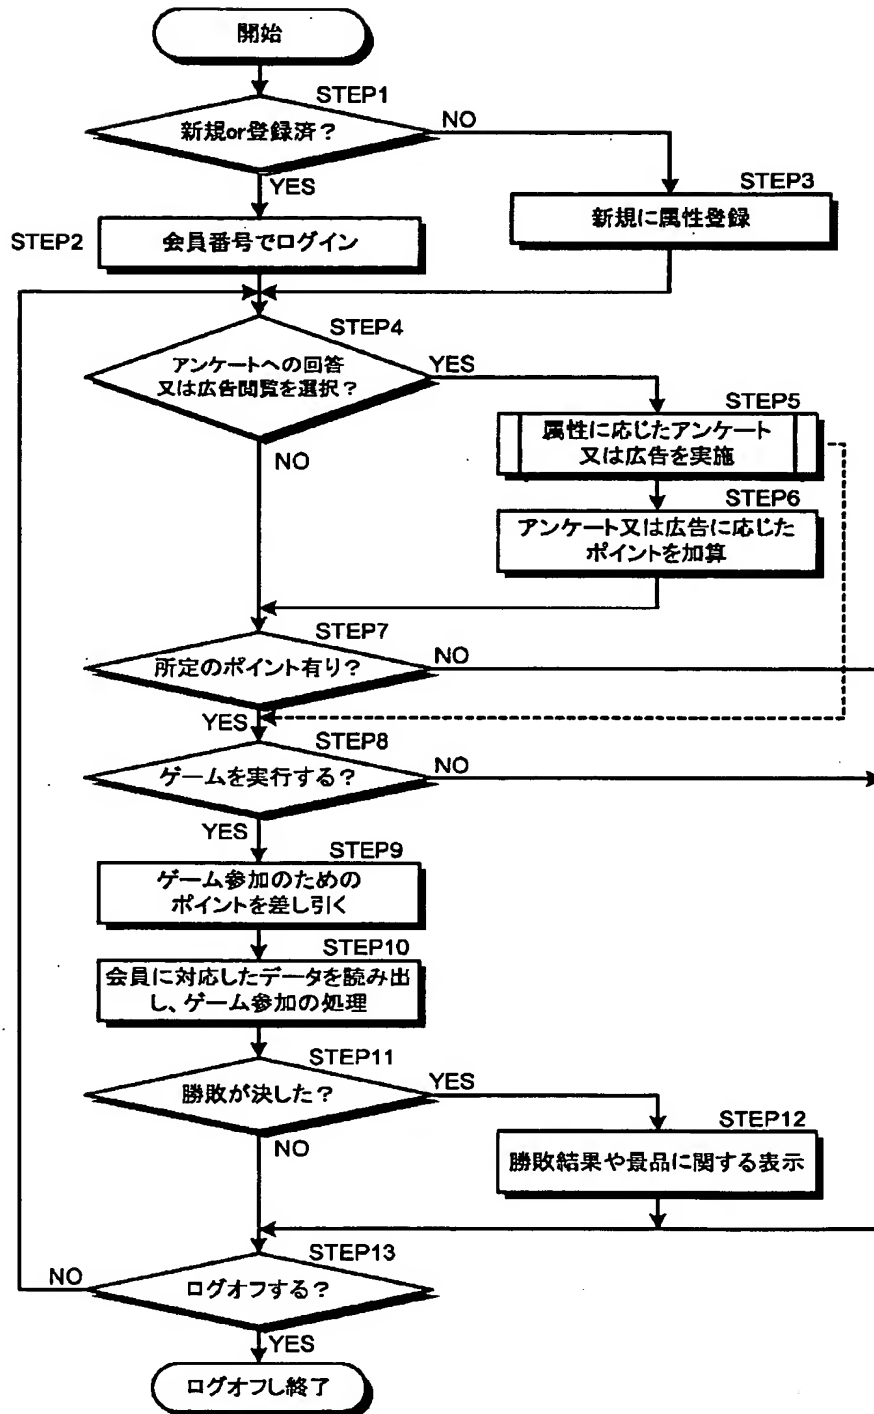 開始
STEP1
新規or登録済？
NO
YES
STEP3
新規に属性登録
STEP2
会員番号でログイン
STEP4
アンケートへの回答
又は広告閲覧を選択？
YES
NO
STEP5
属性に応じたアンケート
又は広告を実施
STEP6
アンケート又は広告に応じた
ポイントを加算
STEP7
所定のポイント有り？
NO
YES
STEP8
ゲームを実行する？
NO
YES
STEP9
ゲーム参加のための
ポイントを差し引く
STEP10
会員に対応したデータを読み出
し、ゲーム参加の処理
STEP11
勝敗が決した？
YES
NO
STEP12
勝敗結果や景品に関する表示
STEP13
ログオフする？
NO
YES
ログオフし終了